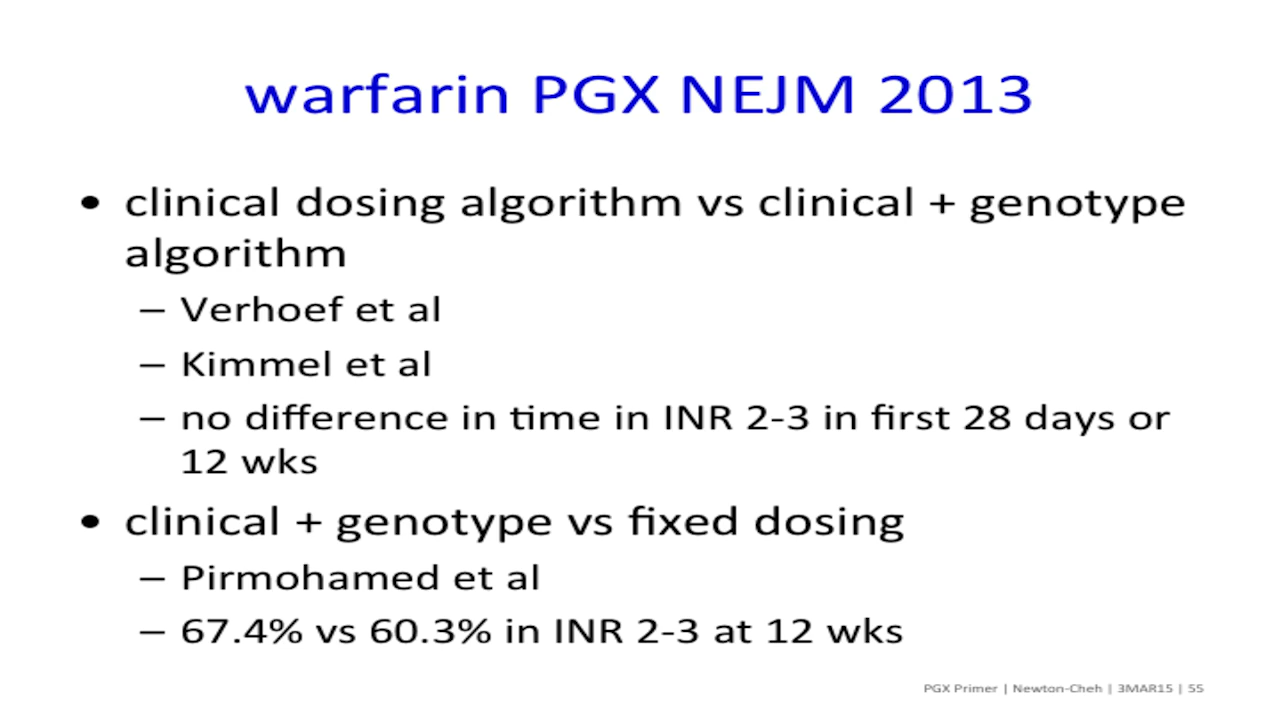 warfarin PGX NEJM 2013
• clinical dosing algorithm vs clinical + genotype
algorithm
– Verhoef et al
– Kimmel et al
– no difference in time in INR 2-3 in first 28 days or
12 wks
• clinical + genotype vs fixed dosing
– Pirmohamed et al
– 67.4% vs 60.3% in INR 2-3 at 12 wks
PGX Primer | Newton-Cheh | 3MAR15 | 55